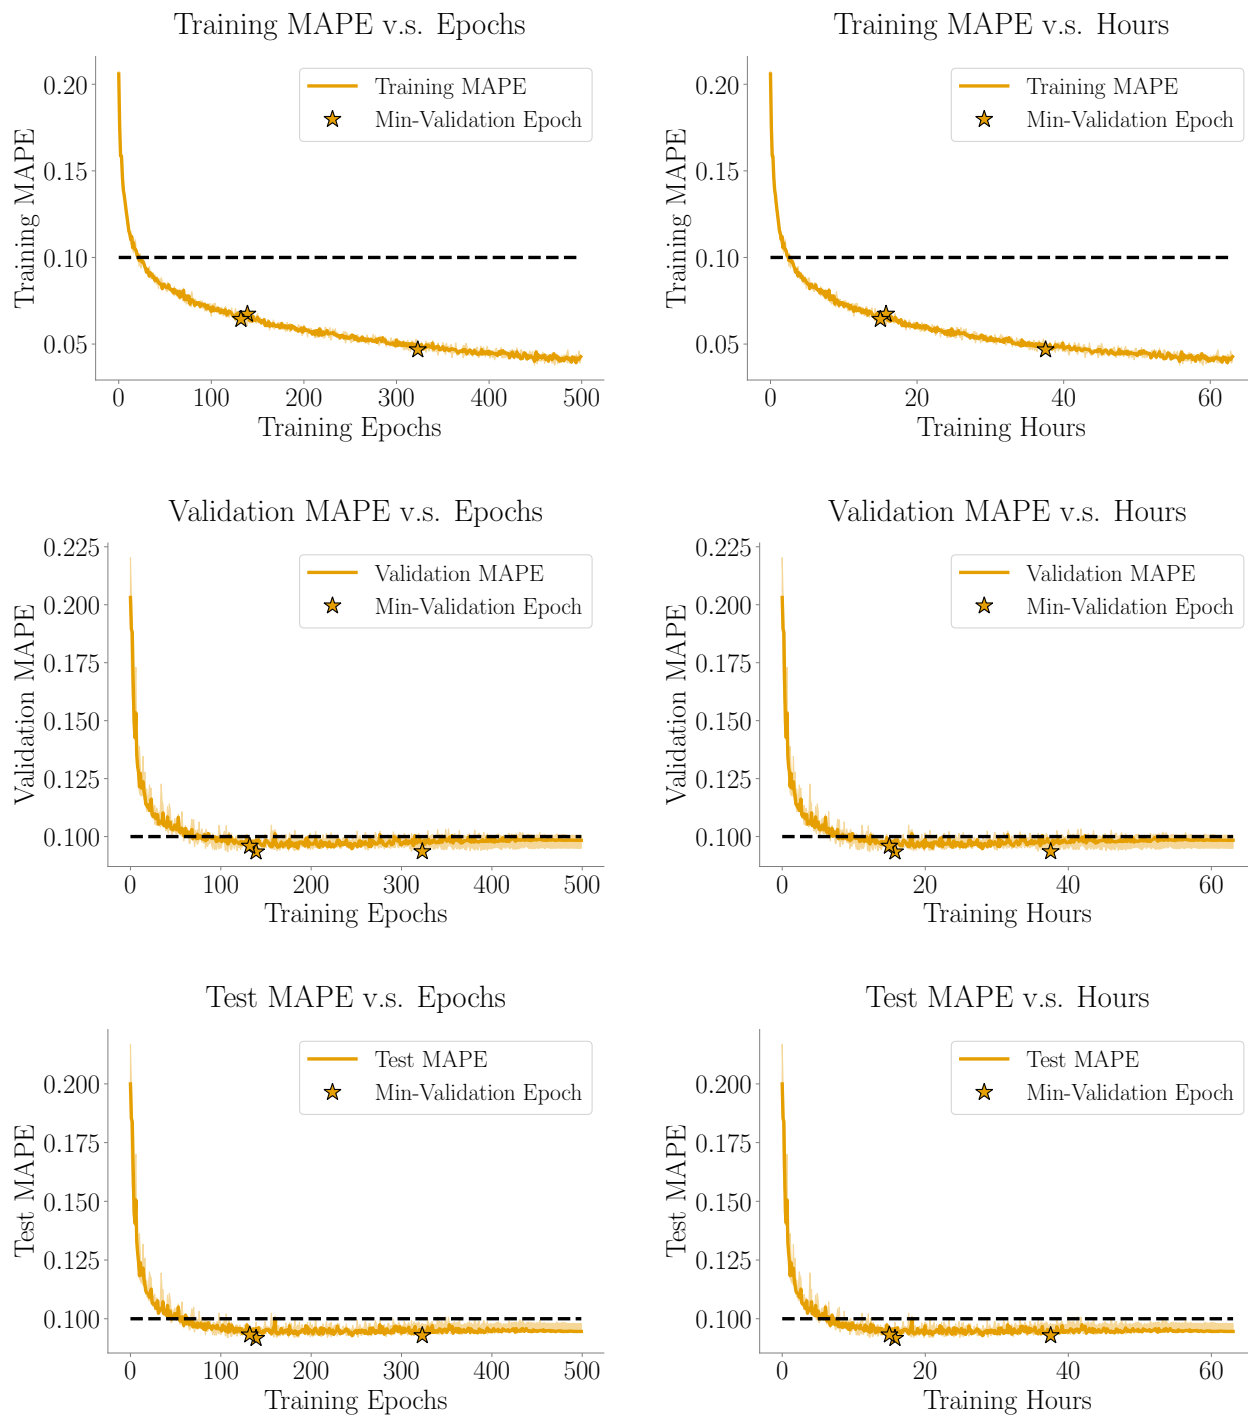 Training MAPE v.s. Epochs
Training MAPE
0.20
0.15
0.10
0.05
Training MAPE
Min-Validation Epoch
0 100 200 300 400 500
Training Epochs
Training MAPE v.s. Hours
Training MAPE
0.20
0.15
0.10
0.05
Training MAPE
Min-Validation Epoch
0 20 40 60
Training Hours
Validation MAPE v.s. Epochs
Validation MAPE
0.225
0.200
0.175
0.150
0.125
0.100
Validation MAPE
Min-Validation Epoch
0 100 200 300 400 500
Training Epochs
Validation MAPE v.s. Hours
Validation MAPE
0.225
0.200
0.175
0.150
0.125
0.100
Validation MAPE
Min-Validation Epoch
0 20 40 60
Training Hours
Test MAPE v.s. Epochs
Test MAPE
0.200
0.175
0.150
0.125
0.100
Test MAPE
Min-Validation Epoch
0 100 200 300 400 500
Training Epochs
Test MAPE v.s. Hours
Test MAPE
0.200
0.175
0.150
0.125
0.100
Test MAPE
Min-Validation Epoch
0 20 40 60
Training Hours